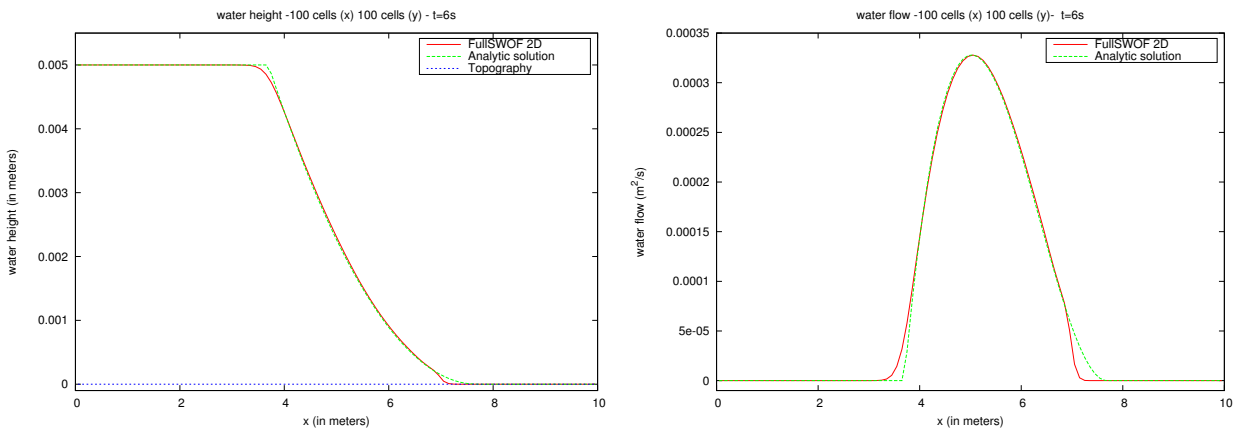 water height -100 cells (x) 100 cells (y) - t=6s
FullSWOF 2D
Analytic solution
Topography
0.005
0.004
0.003
0.002
0.001
0
water height (in meters)
0 2 4 6 8 10
x (in meters)
water flow -100 cells (x) 100 cells (y)- t=6s
FullSWOF 2D
Analytic solution
0.00035
0.0003
0.00025
0.0002
0.00015
0.0001
5e-05
0
water flow (m²/s)
0 2 4 6 8 10
x (in meters)